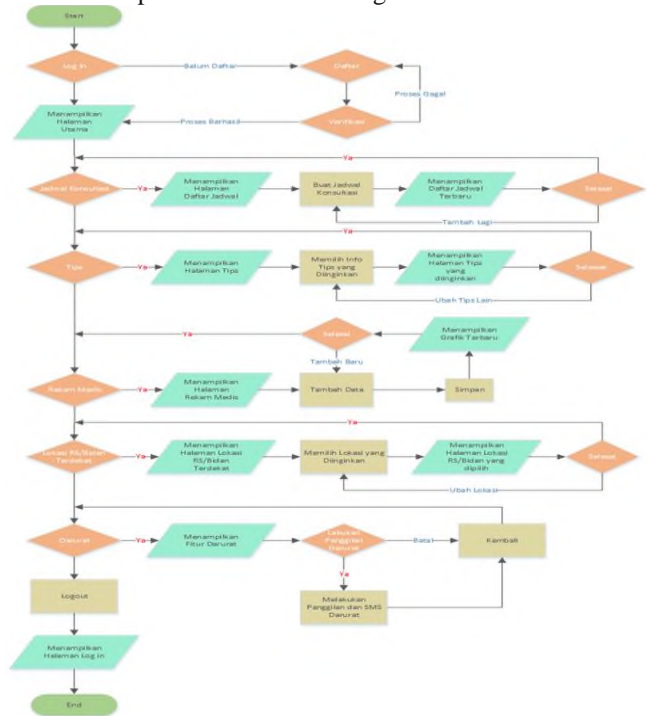 Start
Log In
Belum Daftar
Daftar
Proses Gagal
Menampilkan
Halaman
Utama
Proses Berhasil
Verifikasi
Ya
Jadwal Konsultasi
Ya
Menampilkan
Halaman
Daftar Jadwal
Buat Jadwal
Konsultasi
Menampilkan
Daftar Jadwal
Terbaru
Selesai
Tambah Lagi
Ya
Tips
Ya
Menampilkan
Halaman Tips
Memilih Info
Tips yang
Diinginkan
Menampilkan
Halaman Tips
yang
diinginkan
Selesai
Ubah Tips Lain
Ya
Selesai
Menampilkan
Grafik Terbaru
Tambah Baru
Rekam Medis
Ya
Menampilkan
Halaman
Rekam Medis
Tambah Data
Simpan
Ya
Lokasi RS/Bidan
Terdekat
Ya
Menampilkan
Halaman Lokasi
RS/Bidan
Terdekat
Memilih Lokasi yang
Diinginkan
Menampilkan
Halaman Lokasi
RS/Bidan yang
dipilih
Selesai
Ubah Lokasi
Darurat
Ya
Menampilkan
Fitur Darurat
Lakukan
Panggilan
Darurat
Batal
Kembali
Ya
Logout
Melakukan
Panggilan dan SMS
Darurat
Menampilkan
Halaman Log In
End